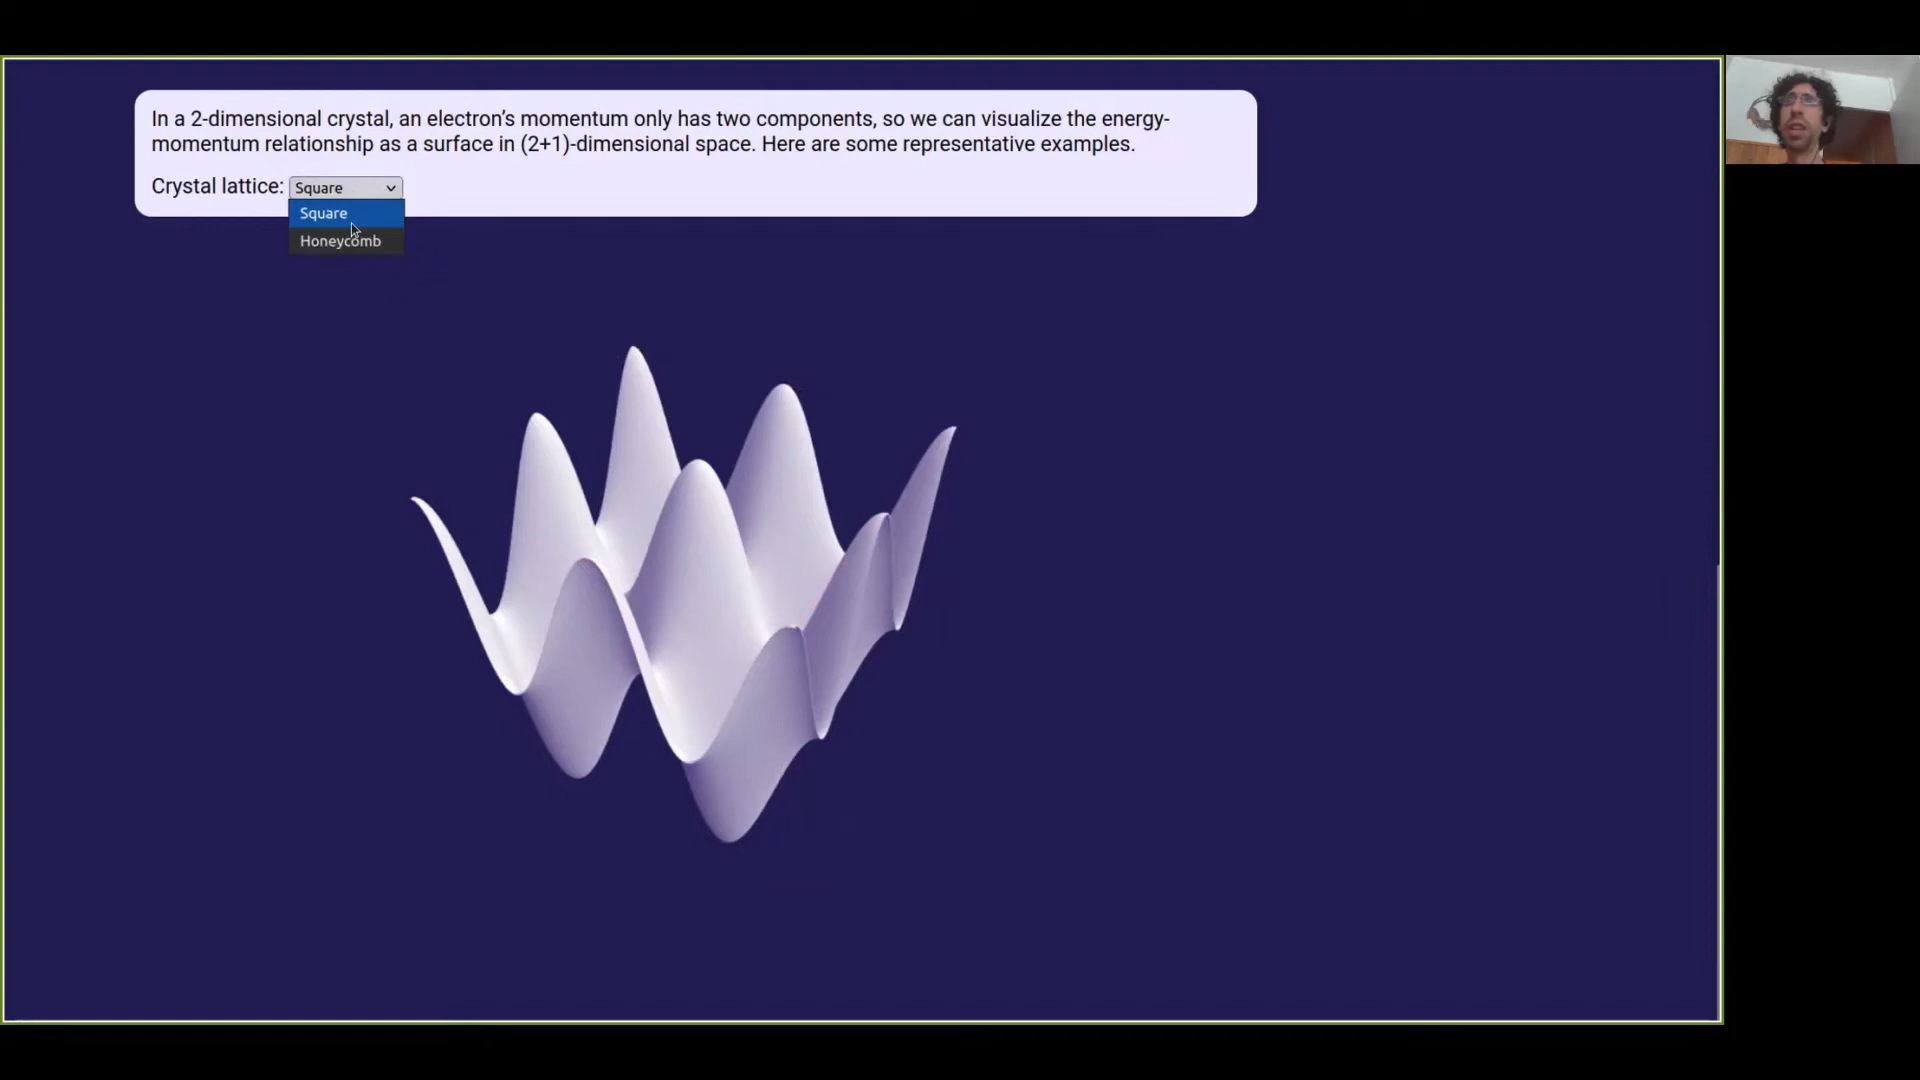 In a 2-dimensional crystal, an electron’s momentum only has two components, so we can visualize the energy-
momentum relationship as a surface in (2+1)-dimensional space. Here are some representative examples.
Crystal lattice: Square
Square
Honeycomb